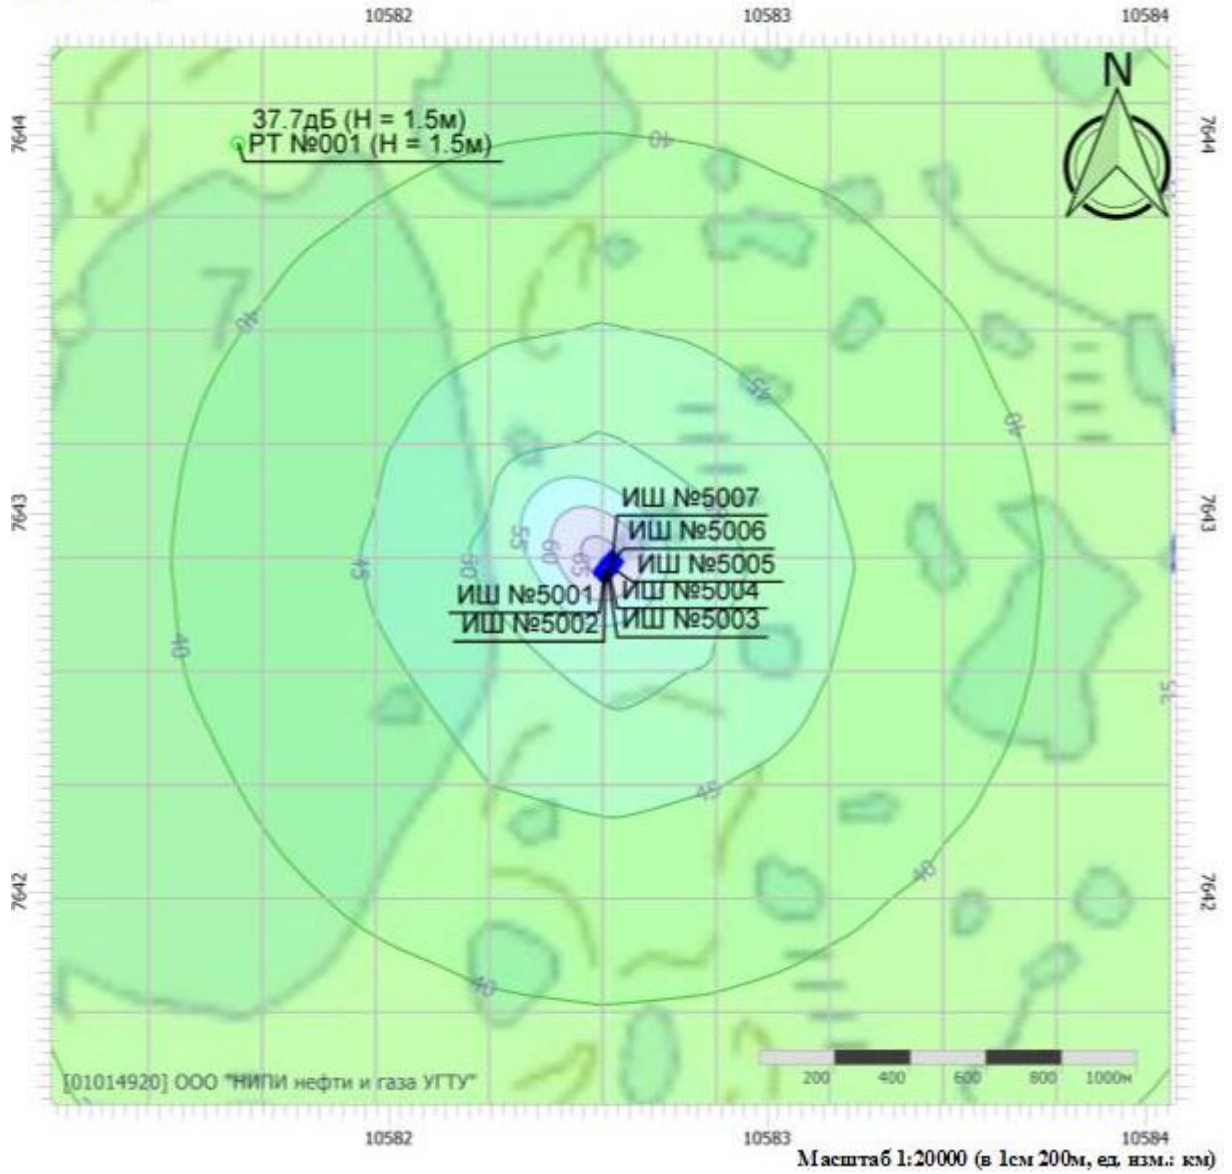 10582
10583
10584
N
37.7дБ (H = 1.5м)
РТ №001 (H = 1.5м)
7644
7644
40
7
40
45
40
7643
7643
55
60
65
50
45
ИШ №5007
ИШ №5006
ИШ №5005
ИШ №5001
ИШ №5004
ИШ №5002
ИШ №5003
40
35
45
40
7642
7642
40
[01014920] ООО "НИПИ нефти и газа УГТУ"
200
400
600
800
1000м
10582
10583
10584
Масштаб 1:20000 (в 1см 200м, ед. изм.: км)